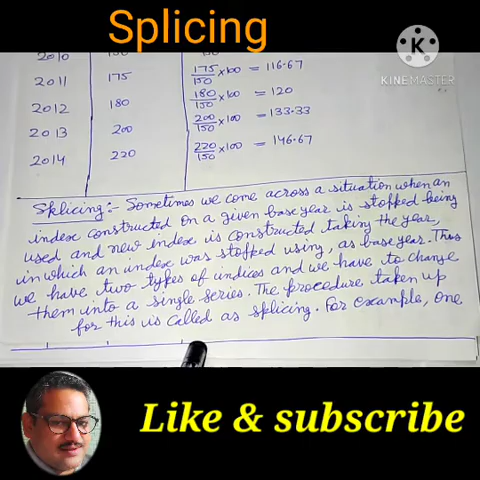 Splicing
KINEMASTER
2010
2011 175 175/150 x100 = 116.67
2012 180 180/150 x100 = 120
2013 200 200/150 x100 = 133.33
2014 220 220/150 x100 = 146.67
Splicing:- Sometimes we come across a situation when an
index constructed on a given base year is stopped being
used and new index is constructed taking the year,
in which an index was stopped using, as base year. Thus
we have two types of indices and we have to change
them into a single series. The procedure taken up
for this is called as splicing. For example, one
Like & subscribe